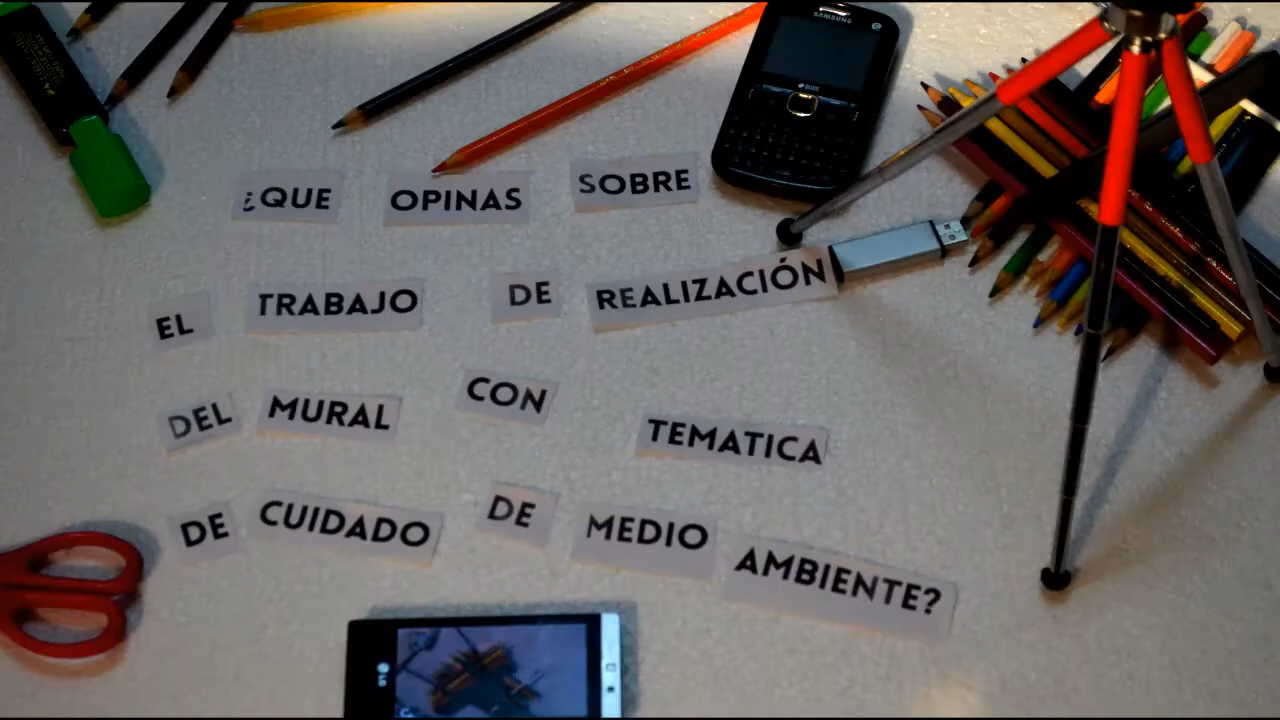 SAMSUNG
¿QUE OPINAS SOBRE
EL TRABAJO DE REALIZACIÓN
DEL MURAL CON TEMATICA
DE CUIDADO DE MEDIO AMBIENTE?
LG